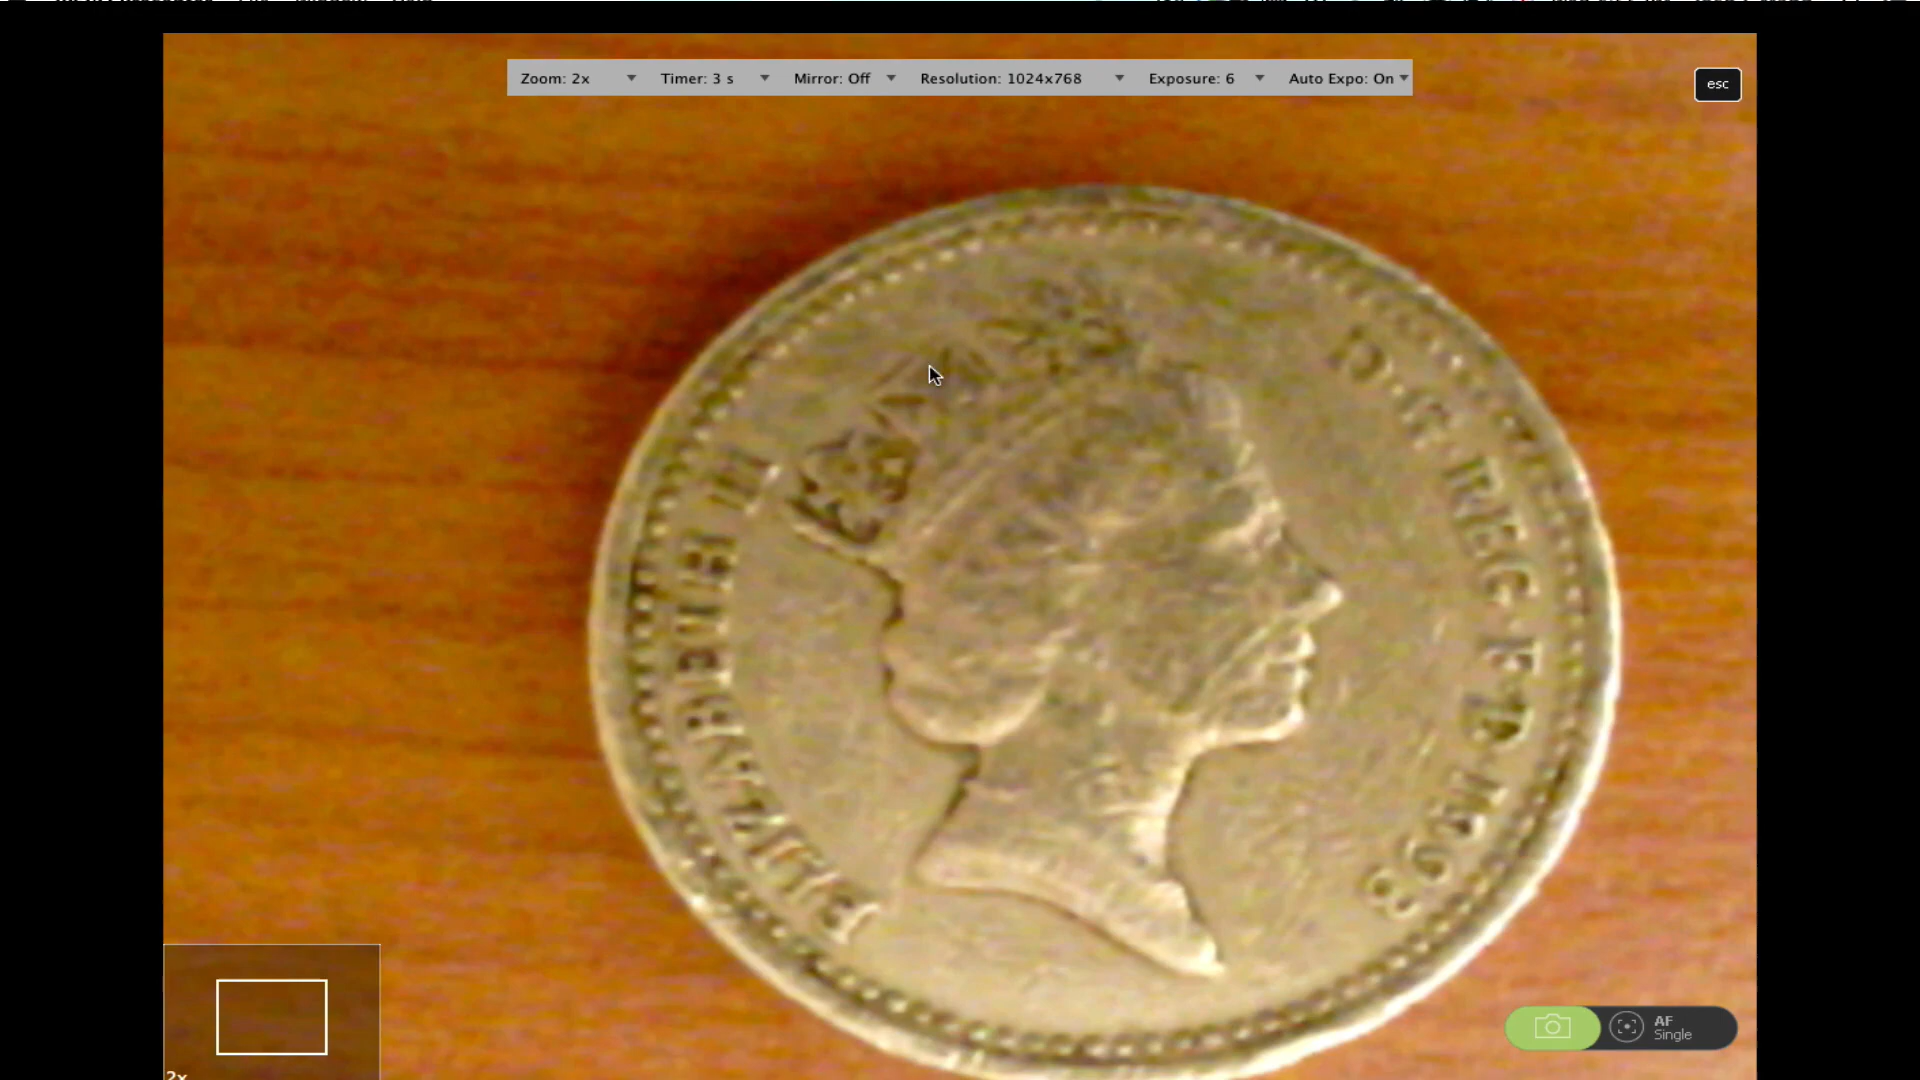 Zoom: 2x
Timer: 3 s
Mirror: Off
Resolution: 1024x768
Exposure: 6
Auto Expo: On
esc
ELIZABETH II
D·G·REG·F·D·
2x
AF
Single